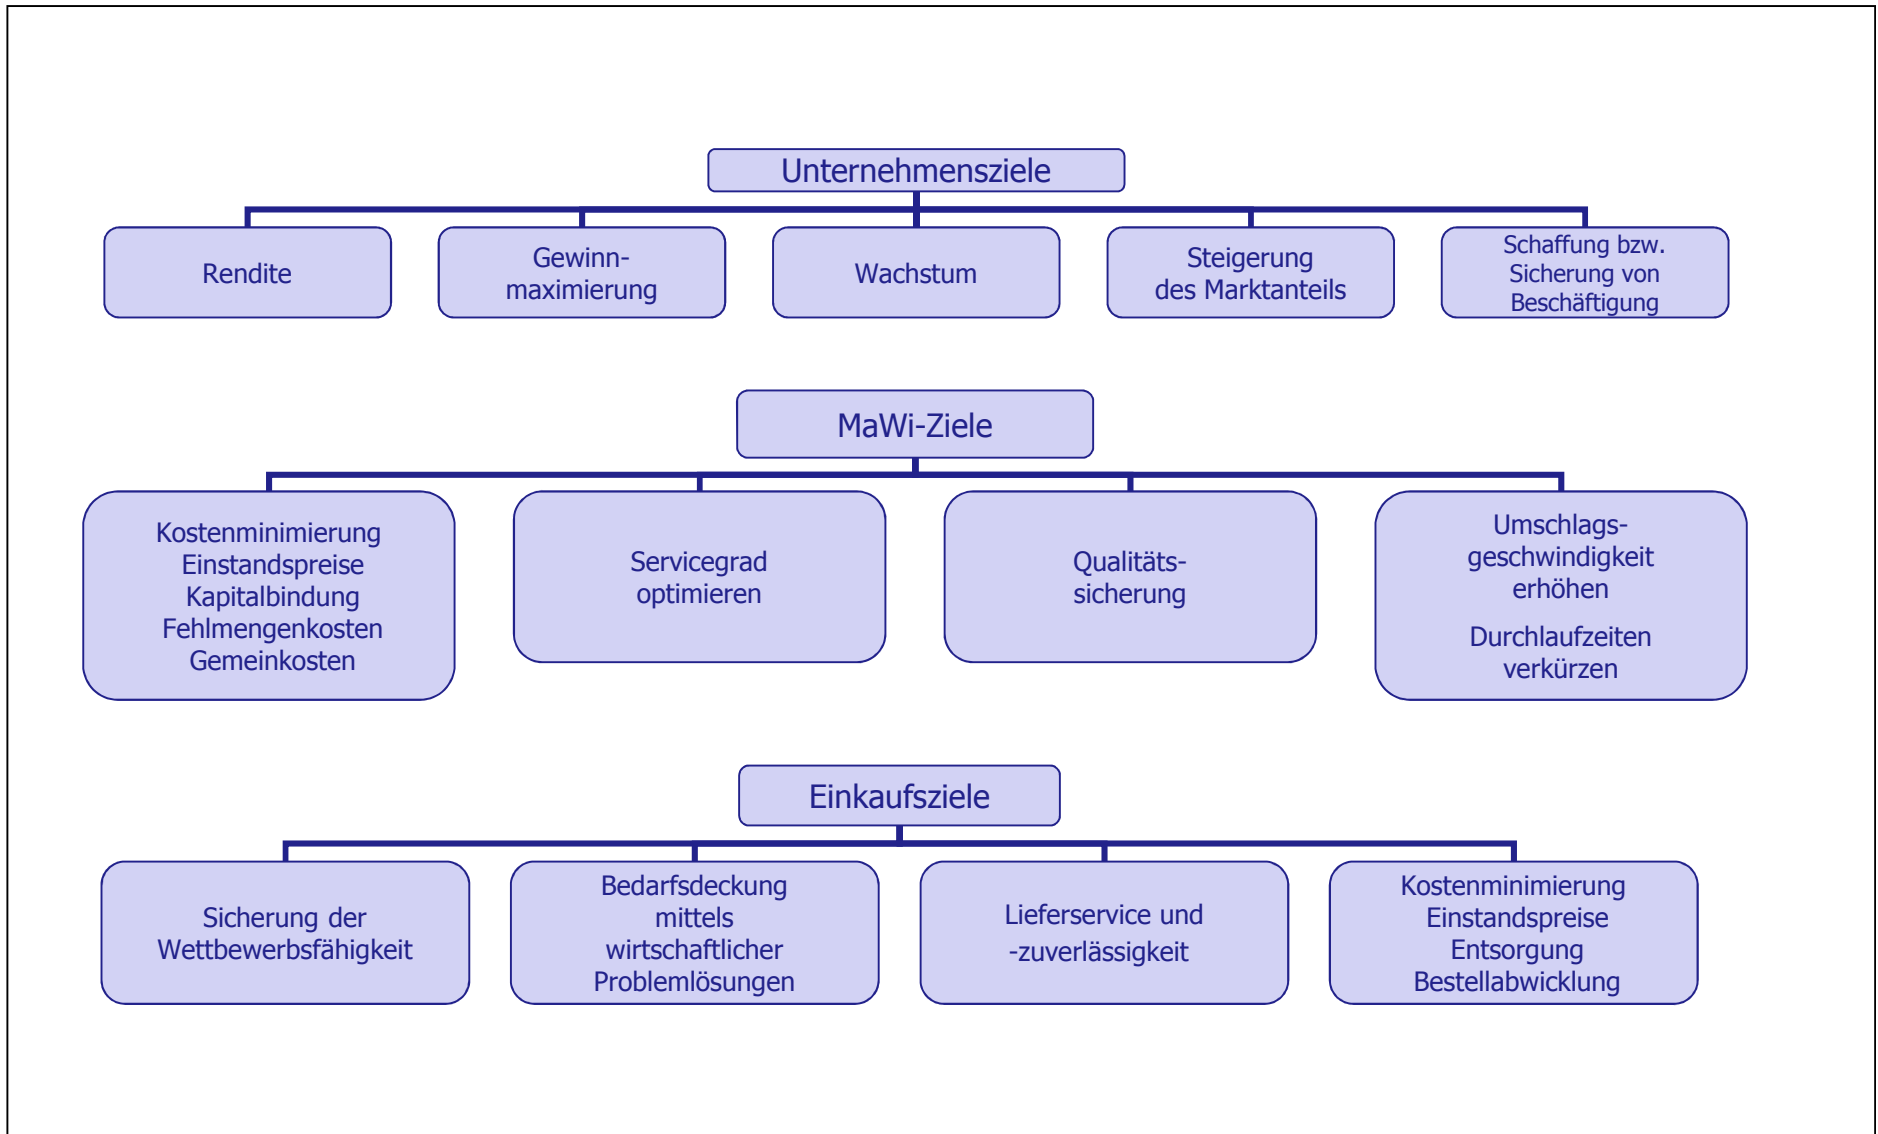 Unternehmensziele
Rendite
Gewinn-
maximierung
Wachstum
Steigerung
des Marktanteils
Schaffung bzw.
Sicherung von
Beschäftigung
MaWi-Ziele
Kostenminimierung
Einstandspreise
Kapitalbindung
Fehlmengenkosten
Gemeinkosten
Servicegrad
optimieren
Qualitäts-
sicherung
Umschlags-
geschwindigkeit
erhöhen
Durchlaufzeiten
verkürzen
Einkaufsziele
Sicherung der
Wettbewerbsfähigkeit
Bedarfsdeckung
mittels
wirtschaftlicher
Problemlösungen
Lieferservice und
-zuverlässigkeit
Kostenminimierung
Einstandspreise
Entsorgung
Bestellabwicklung